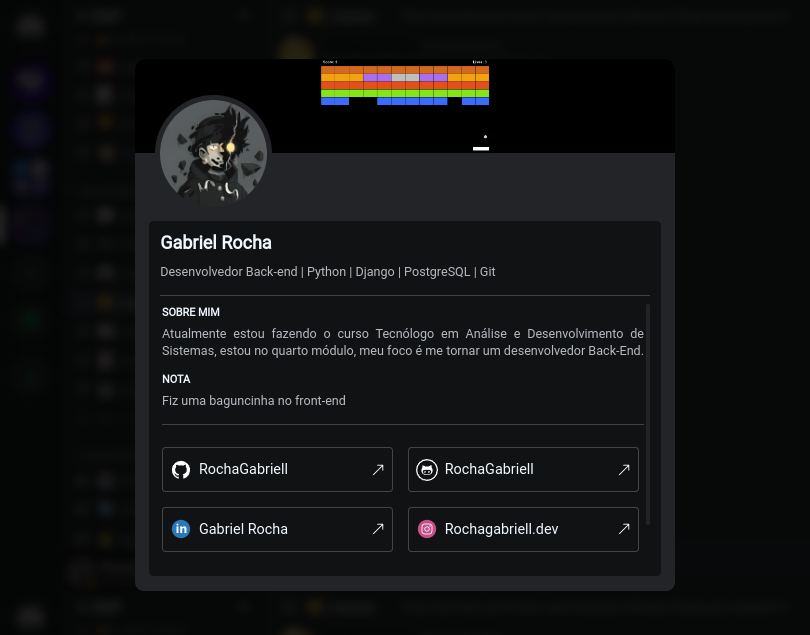 Score: 0
Lives: 3
Gabriel Rocha
Desenvolvedor Back-end | Python | Django | PostgreSQL | Git
SOBRE MIM
Atualmente estou fazendo o curso Tecnólogo em Análise e Desenvolvimento de
Sistemas, estou no quarto módulo, meu foco é me tornar um desenvolvedor Back-End.
NOTA
Fiz uma baguncinha no front-end
RochaGabriell
RochaGabriell
in Gabriel Rocha
Rochagabriell.dev